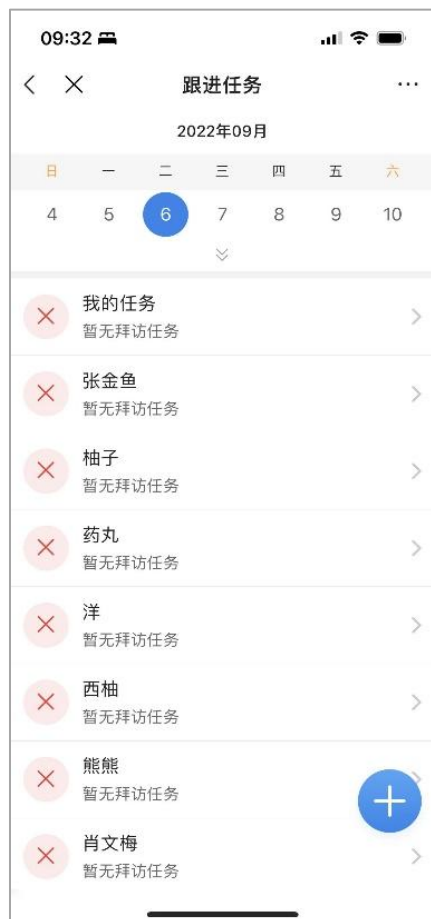 09:32
跟进任务
2022年09月
日 一 二 三 四 五 六
4 5 6 7 8 9 10
我的任务
暂无拜访任务
张金鱼
暂无拜访任务
柚子
暂无拜访任务
药丸
暂无拜访任务
洋
暂无拜访任务
西柚
暂无拜访任务
熊熊
暂无拜访任务
肖文梅
暂无拜访任务